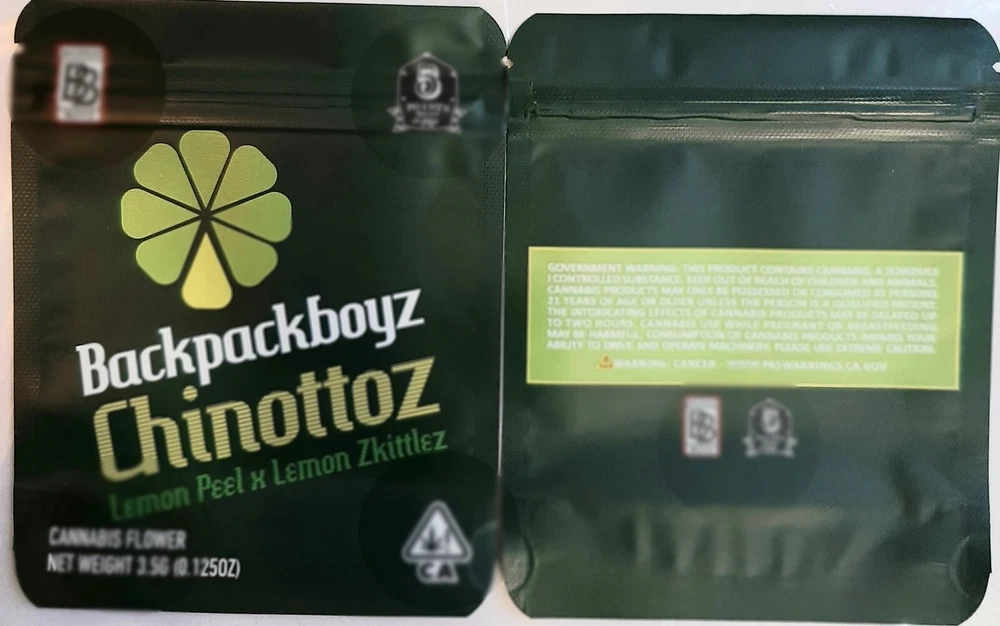 BB
Backpackboyz
Chinottoz
Lemon Peel x Lemon Zkittlez
CANNABIS FLOWER
NET WEIGHT 3.5G (0.125OZ)
CA
GOVERNMENT WARNING: THIS PRODUCT CONTAINS CANNABIS, A SCHEDULE
I CONTROLLED SUBSTANCE. KEEP OUT OF REACH OF CHILDREN AND ANIMALS.
CANNABIS PRODUCTS MAY ONLY BE POSSESSED OR CONSUMED BY PERSONS
21 YEARS OF AGE OR OLDER UNLESS THE PERSON IS A QUALIFIED PATIENT.
THE INTOXICATING EFFECTS OF CANNABIS PRODUCTS MAY BE DELAYED UP
TO TWO HOURS. CANNABIS USE WHILE PREGNANT OR BREASTFEEDING
MAY BE HARMFUL. CONSUMPTION OF CANNABIS PRODUCTS IMPAIRS YOUR
ABILITY TO DRIVE AND OPERATE MACHINERY. PLEASE USE EXTREME CAUTION.
WARNING: CANCER - WWW.P65WARNINGS.CA.GOV
BB